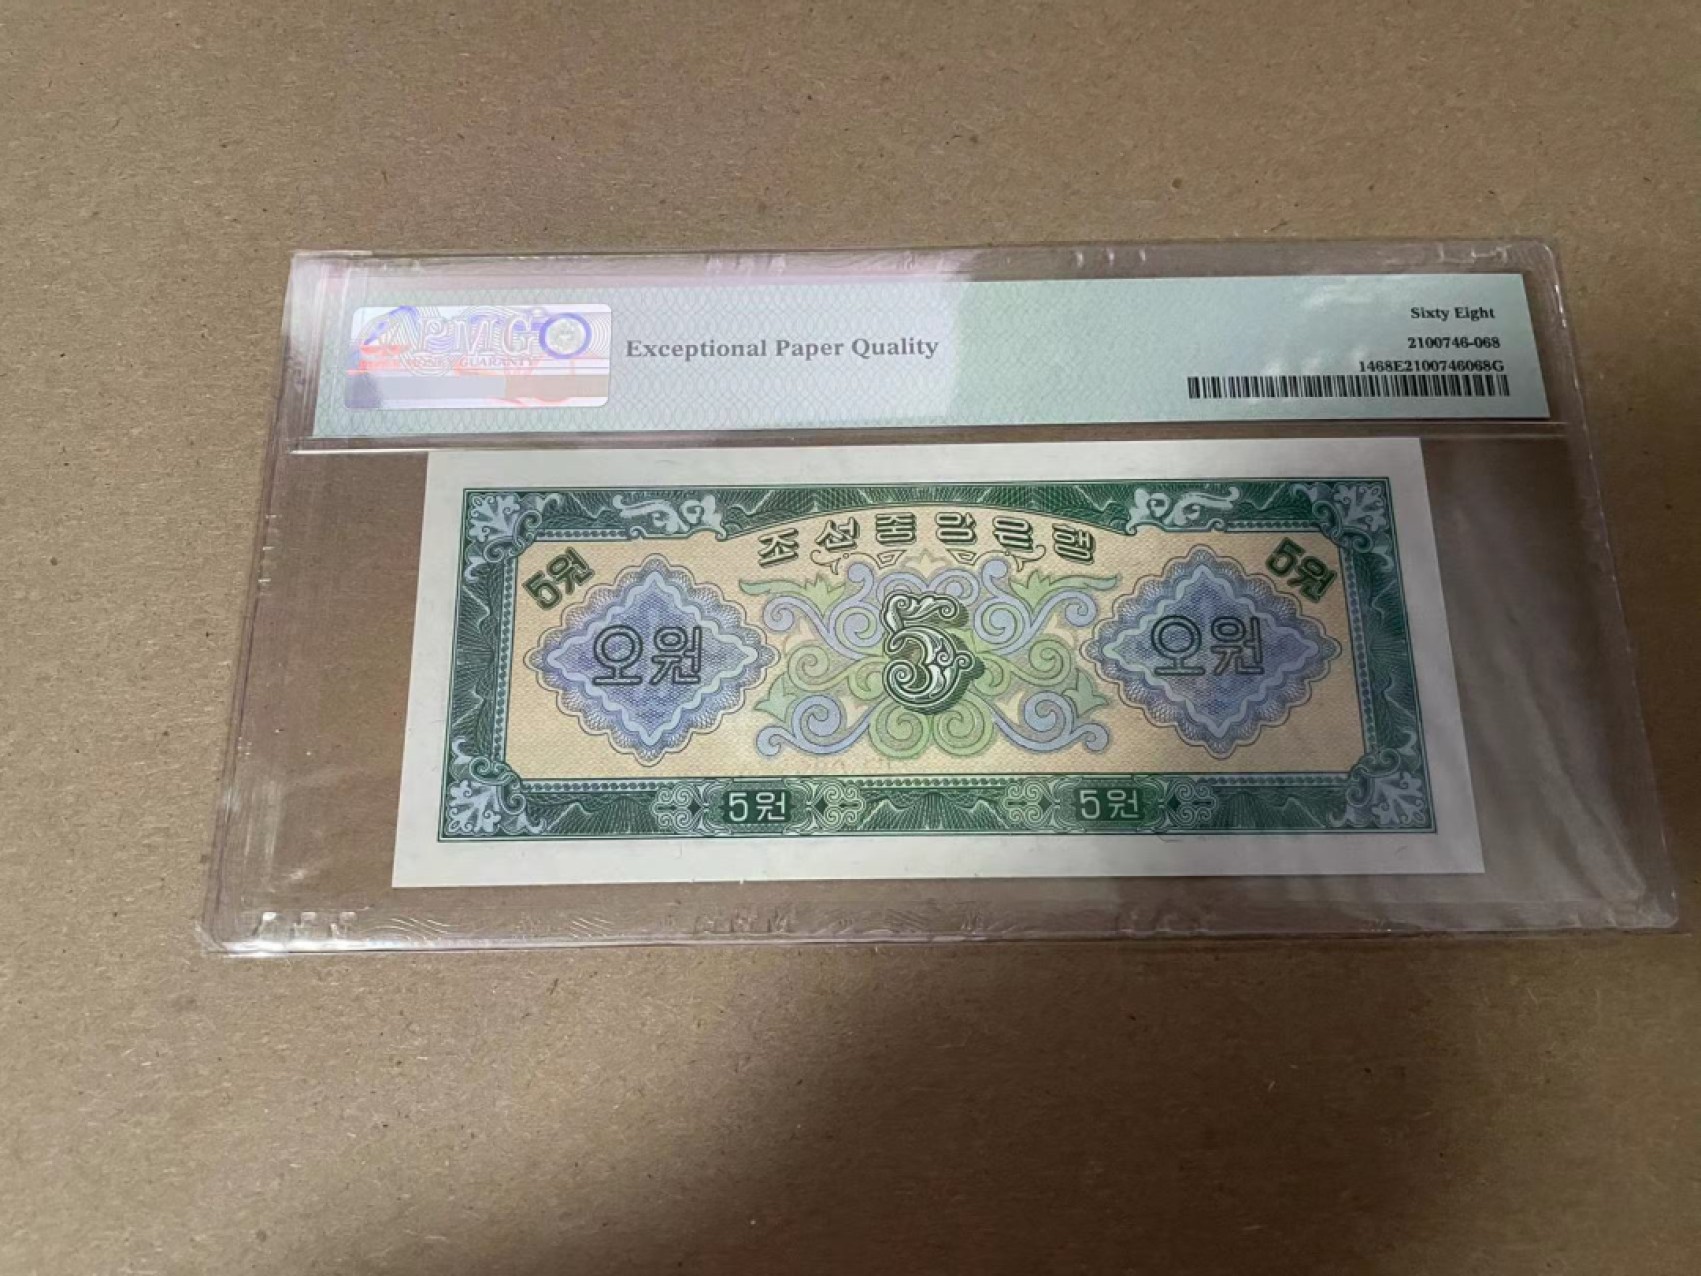 PMG
Exceptional Paper Quality
Sixty Eight
2100746-068
1468E2100746068G
조선중앙은행
5원
5원
오원
5
오원
5원
5원